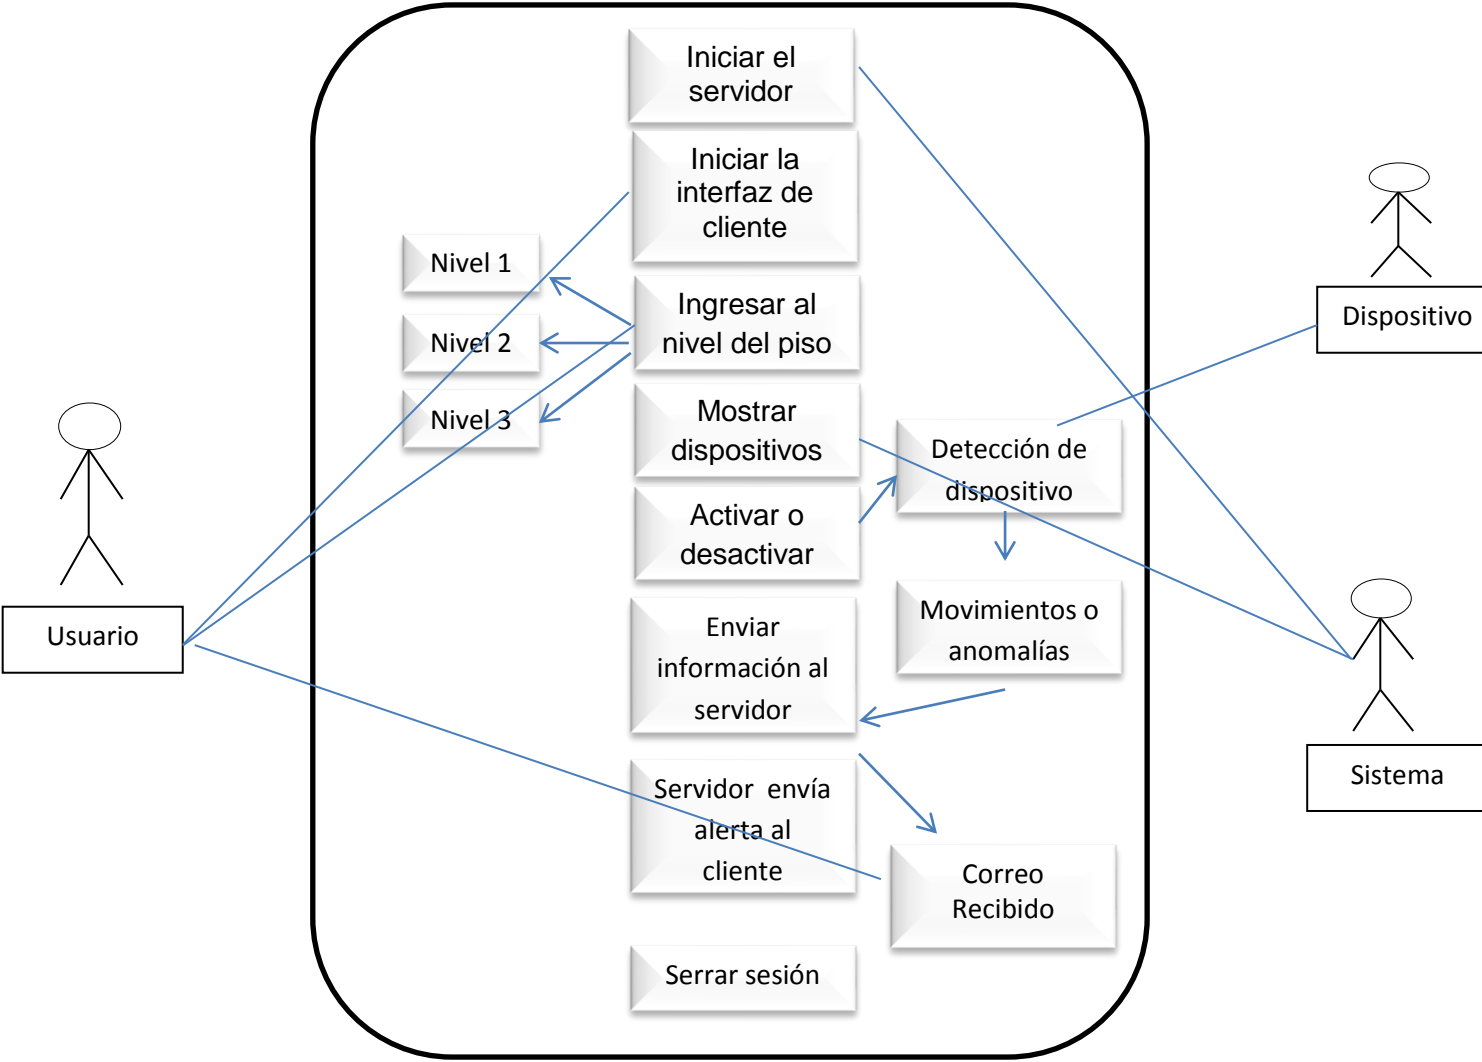 Iniciar el
servidor
Iniciar la
interfaz de
cliente
Nivel 1
Ingresar al
nivel del piso
Nivel 2
Nivel 3
Mostrar
dispositivos
Activar o
desactivar
Detección de
dispositivo
Movimientos o
anomalías
Enviar
información al
servidor
Servidor  envía
alerta al
cliente
Correo
Recibido
Serrar sesión
Usuario
Dispositivo
Sistema